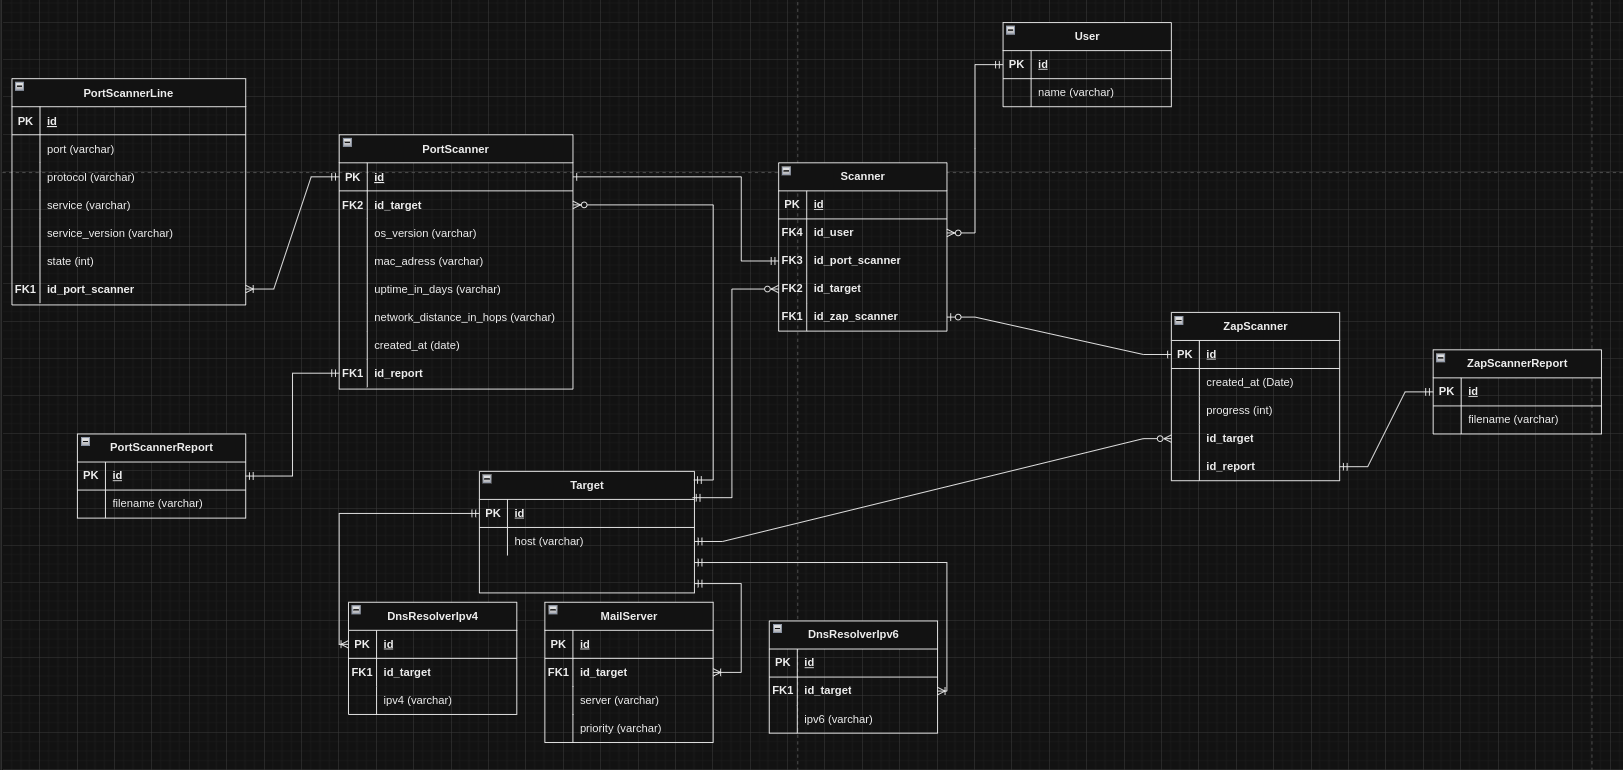 User
PK id
name (varchar)
PortScannerLine
PK id
port (varchar)
protocol (varchar)
service (varchar)
service_version (varchar)
state (int)
FK1 id_port_scanner
PortScanner
PK id
FK2 id_target
os_version (varchar)
mac_adress (varchar)
uptime_in_days (varchar)
network_distance_in_hops (varchar)
created_at (date)
FK1 id_report
Scanner
PK id
FK4 id_user
FK3 id_port_scanner
FK2 id_target
FK1 id_zap_scanner
ZapScanner
PK id
created_at (Date)
progress (int)
id_target
id_report
ZapScannerReport
PK id
filename (varchar)
PortScannerReport
PK id
filename (varchar)
Target
PK id
host (varchar)
DnsResolverIpv4
PK id
FK1 id_target
ipv4 (varchar)
MailServer
PK id
FK1 id_target
server (varchar)
priority (varchar)
DnsResolverIpv6
PK id
FK1 id_target
ipv6 (varchar)